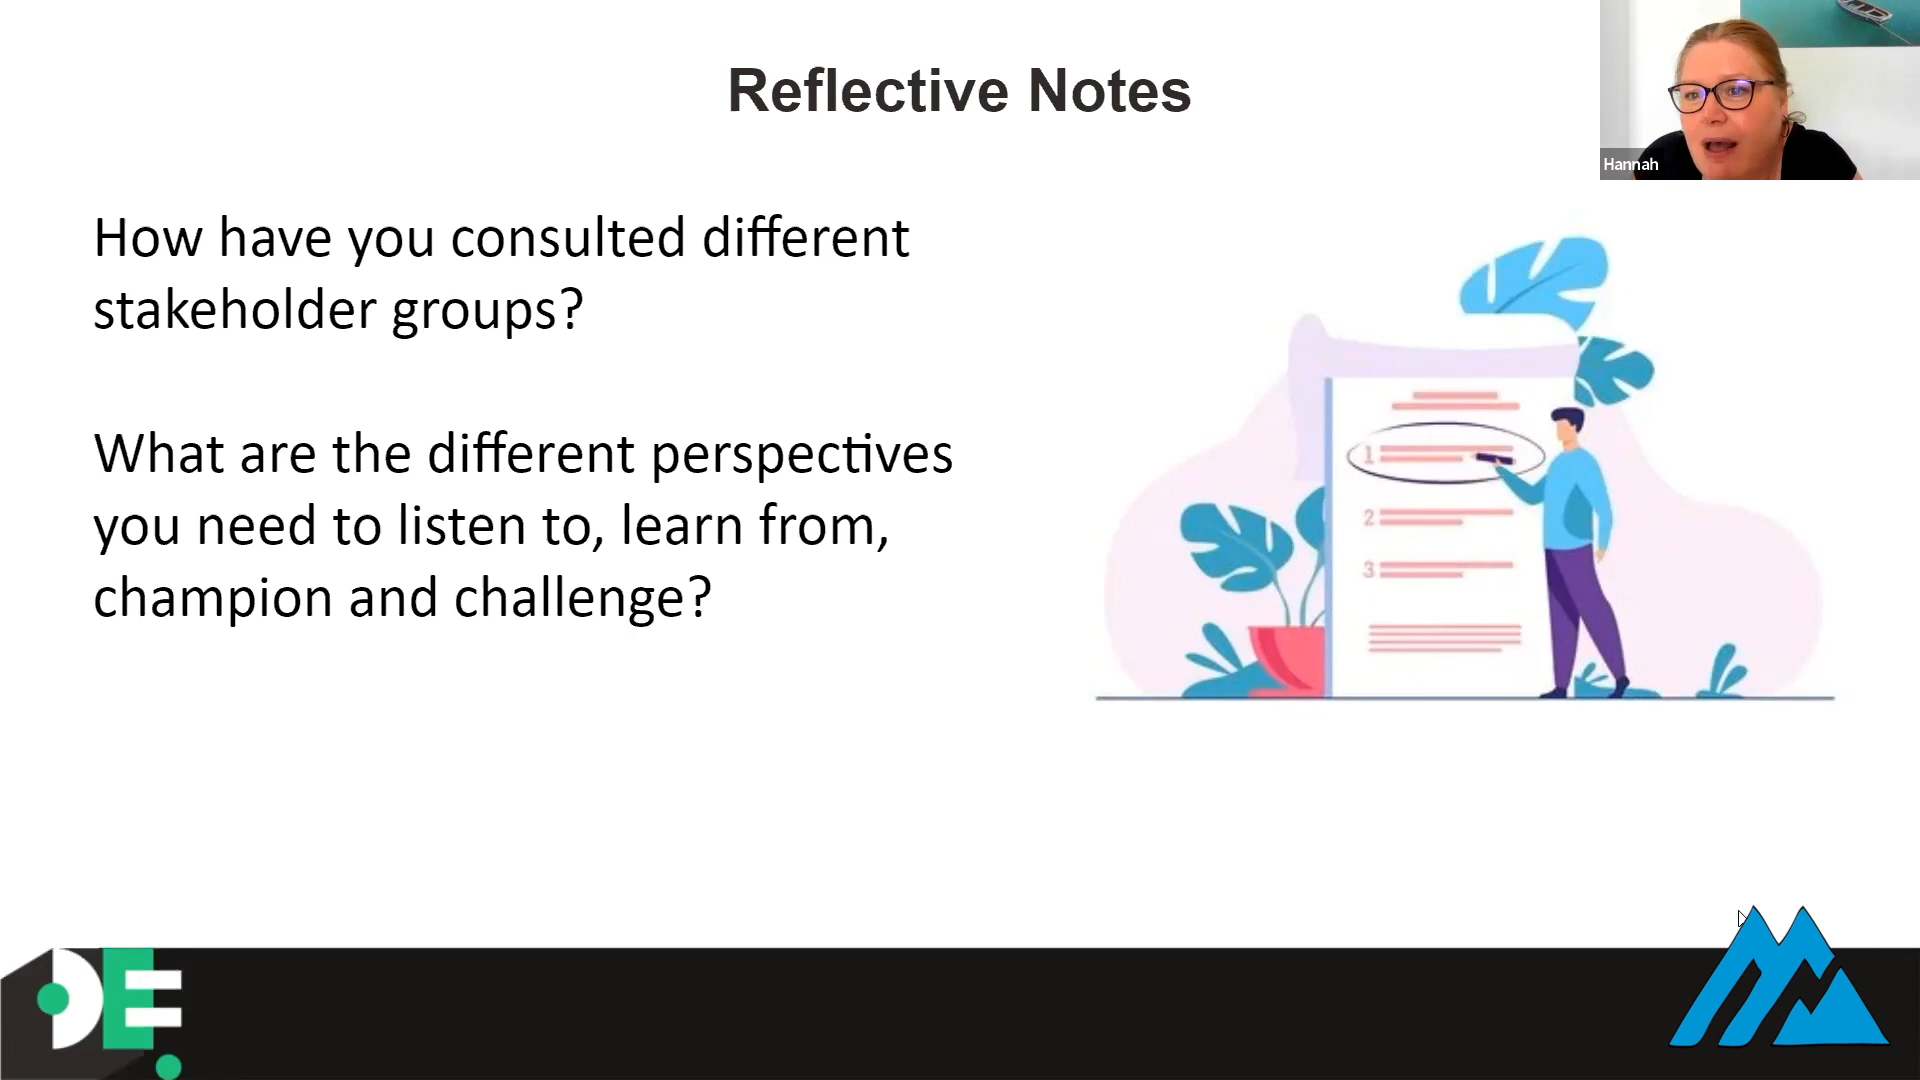 Reflective Notes
Hannah
How have you consulted different
stakeholder groups?
What are the different perspectives
you need to listen to, learn from,
champion and challenge?
1
2
3
DE